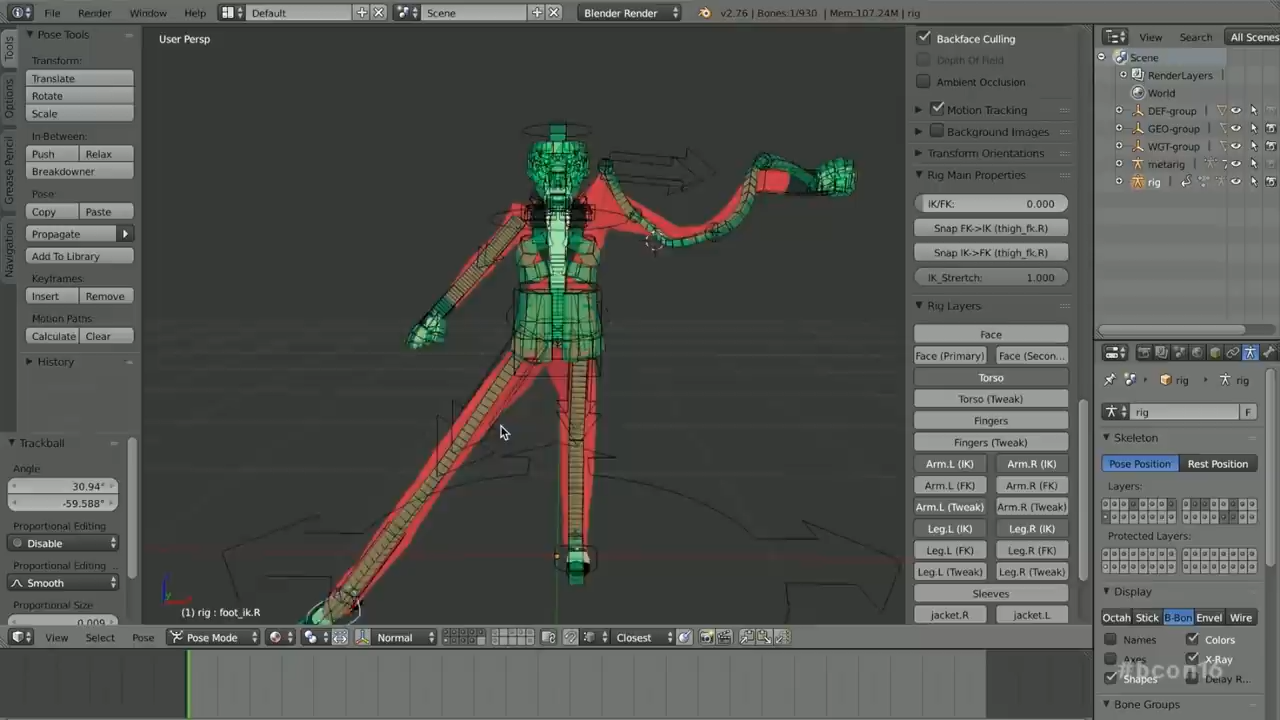 File Render Window Help Default Scene Blender Render v2.76 | Bones:1/930 | Mem:107.24M | rig
Tools
Options
Grease Pencil
Navigation
Pose Tools
Transform:
Translate
Rotate
Scale
In-Between:
Push Relax
Breakdowner
Pose:
Copy Paste
Propagate
Add To Library
Keyframes:
Insert Remove
Motion Paths:
Calculate Clear
History
Trackball
Angle
30.94°
-59.588°
Proportional Editing
Disable
Proportional Editing ..
Smooth
Proportional Size
0.009
User Persp
(1) rig : foot_ik.R
View Select Pose Pose Mode Normal Closest
Backface Culling
Depth Of Field
Ambient Occlusion
Motion Tracking
Background Images
Transform Orientations
Rig Main Properties
IK/FK: 0.000
Snap FK->IK (thigh_fk.R)
Snap IK->FK (thigh_fk.R)
IK_Strertch: 1.000
Rig Layers
Face
Face (Primary) Face (Secon...
Torso
Torso (Tweak)
Fingers
Fingers (Tweak)
Arm.L (IK) Arm.R (IK)
Arm.L (FK) Arm.R (FK)
Arm.L (Tweak) Arm.R (Tweak)
Leg.L (IK) Leg.R (IK)
Leg.L (FK) Leg.R (FK)
Leg.L (Tweak) Leg.R (Tweak)
Sleeves
jacket.R jacket.L
View Search All Scenes
Scene
RenderLayers
World
DEF-group
GEO-group
WGT-group
metarig
rig
rig rig
rig F
Skeleton
Pose Position Rest Position
Layers:
Protected Layers:
Display
Octah Stick B-Bon Envel Wire
Names Colors
Axes X-Ray
Shapes Delay R...
#bcon16
Bone Groups